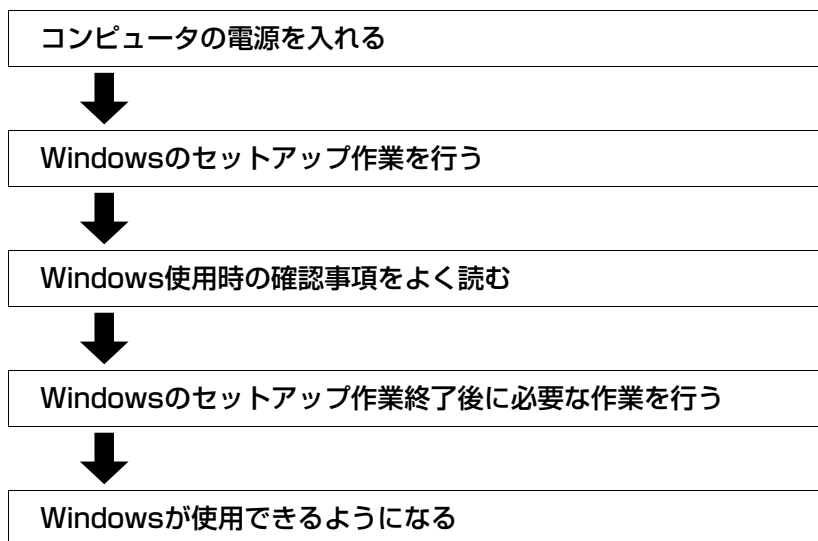 コンピュータの電源を入れる
Windowsのセットアップ作業を行う
Windows使用時の確認事項をよく読む
Windowsのセットアップ作業終了後に必要な作業を行う
Windowsが使用できるようになる